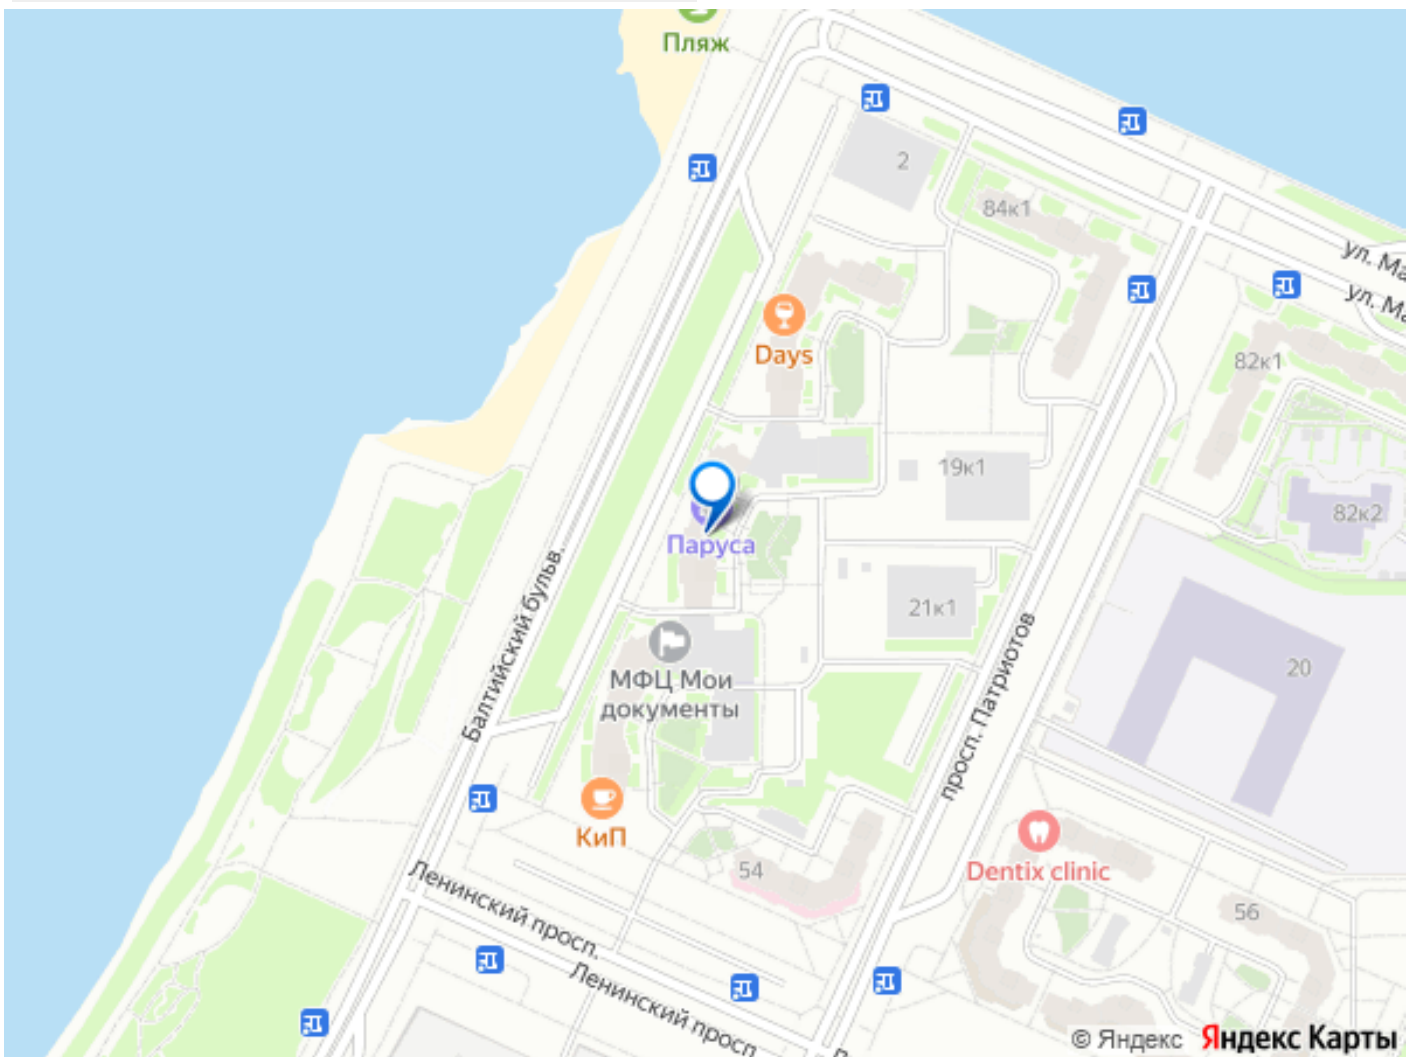 Пляж
2
84к1
ул. Ма
ул. Ма
Days
82к1
19к1
82к2
Паруса
21к1
Балтийский бульв.
просп. Патриотов
20
МФЦ Мои
документы
КиП
54
Dentix clinic
56
Ленинский просп.
Ленинский просп
© Яндекс Яндекс Карты